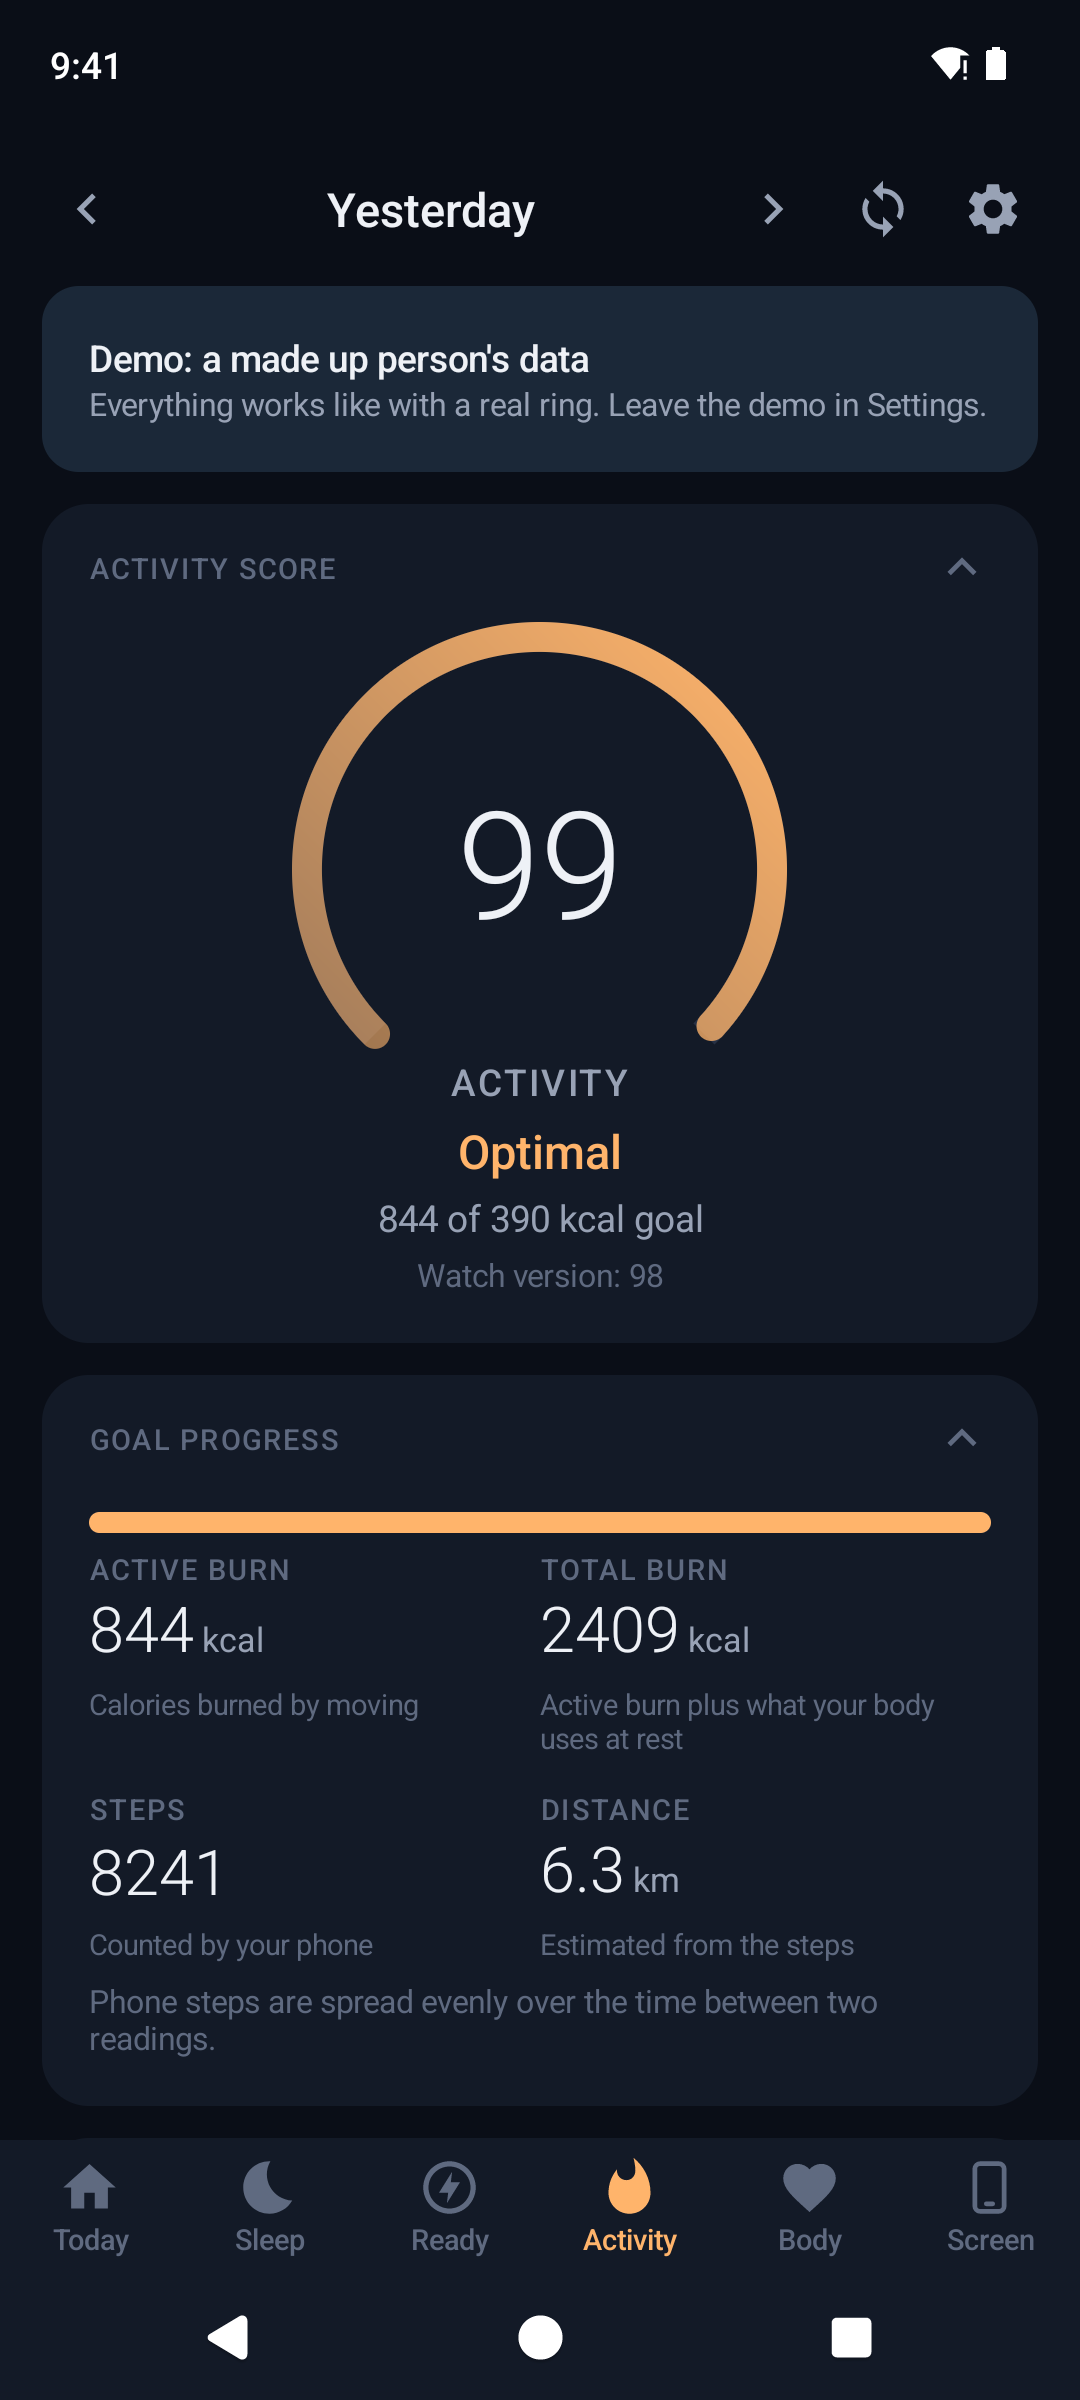 9:41
Yesterday
Demo: a made up person's data
Everything works like with a real ring. Leave the demo in Settings.
ACTIVITY SCORE
99
ACTIVITY
Optimal
844 of 390 kcal goal
Watch version: 98
GOAL PROGRESS
ACTIVE BURN
844 kcal
Calories burned by moving
TOTAL BURN
2409 kcal
Active burn plus what your body
uses at rest
STEPS
8241
Counted by your phone
DISTANCE
6.3 km
Estimated from the steps
Phone steps are spread evenly over the time between two
readings.
Today
Sleep
Ready
Activity
Body
Screen